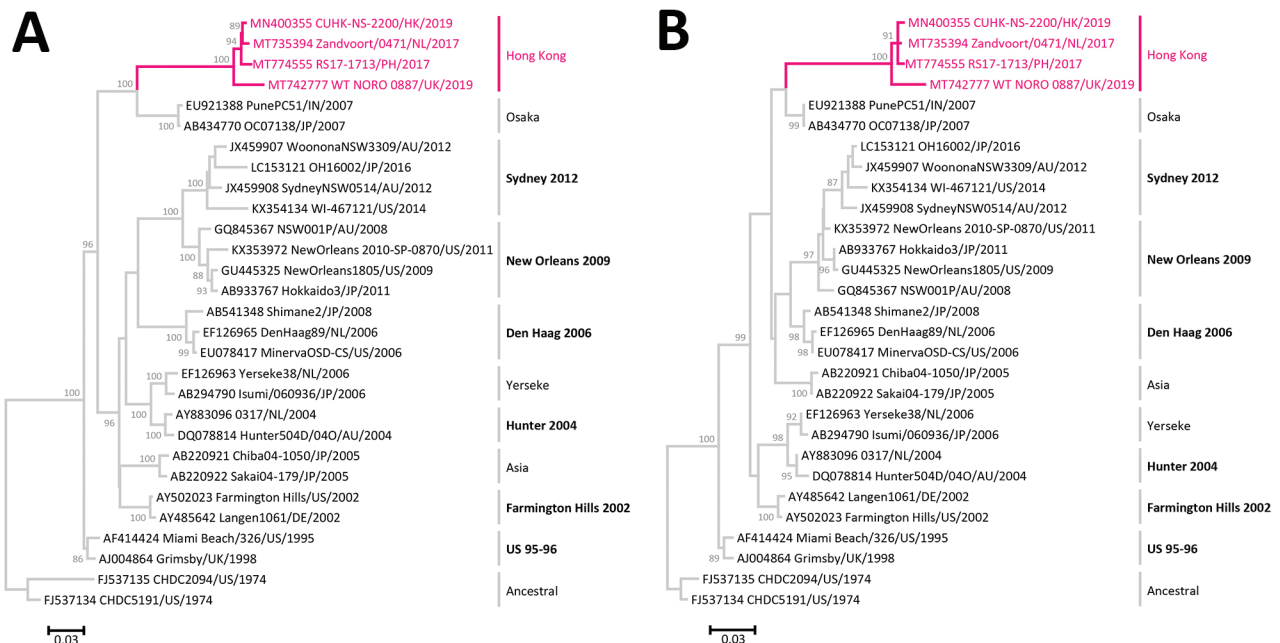 A
89
MN400355 CUHK-NS-2200/HK/2019
94
MT735394 Zandvoort/0471/NL/2017
100
MT774555 RS17-1713/PH/2017
MT742777 WT NORO 0887/UK/2019
Hong Kong
100
EU921388 PunePC51/IN/2007
100
AB434770 OC07138/JP/2007
Osaka
JX459907 WoononaNSW3309/AU/2012
LC153121 OH16002/JP/2016
100
JX459908 SydneyNSW0514/AU/2012
KX354134 WI-467121/US/2014
Sydney 2012
100
GQ845367 NSW001P/AU/2008
KX353972 NewOrleans 2010-SP-0870/US/2011
100
GU445325 NewOrleans1805/US/2009
88
AB933767 Hokkaido3/JP/2011
93
New Orleans 2009
96
AB541348 Shimane2/JP/2008
EF126965 DenHaag89/NL/2006
100
EU078417 MinervaOSD-CS/US/2006
99
Den Haag 2006
EF126963 Yerseke38/NL/2006
100
AB294790 Isumi/060936/JP/2006
Yerseke
100
AY883096 0317/NL/2004
DQ078814 Hunter504D/04O/AU/2004
100
Hunter 2004
100
96
AB220921 Chiba04-1050/JP/2005
100
AB220922 Sakai04-179/JP/2005
Asia
AY502023 Farmington Hills/US/2002
AY485642 Langen1061/DE/2002
100
Farmington Hills 2002
AF414424 Miami Beach/326/US/1995
AJ004864 Grimsby/UK/1998
86
US 95-96
FJ537135 CHDC2094/US/1974
FJ537134 CHDC5191/US/1974
Ancestral
0.03
B
MN400355 CUHK-NS-2200/HK/2019
91
MT735394 Zandvoort/0471/NL/2017
100
MT774555 RS17-1713/PH/2017
MT742777 WT NORO 0887/UK/2019
Hong Kong
EU921388 PunePC51/IN/2007
99
AB434770 OC07138/JP/2007
Osaka
LC153121 OH16002/JP/2016
JX459907 WoononaNSW3309/AU/2012
87
KX354134 WI-467121/US/2014
JX459908 SydneyNSW0514/AU/2012
Sydney 2012
KX353972 NewOrleans 2010-SP-0870/US/2011
AB933767 Hokkaido3/JP/2011
97
GU445325 NewOrleans1805/US/2009
96
GQ845367 NSW001P/AU/2008
New Orleans 2009
AB541348 Shimane2/JP/2008
EF126965 DenHaag89/NL/2006
98
EU078417 MinervaOSD-CS/US/2006
98
Den Haag 2006
99
AB220921 Chiba04-1050/JP/2005
AB220922 Sakai04-179/JP/2005
100
Asia
92
EF126963 Yerseke38/NL/2006
AB294790 Isumi/060936/JP/2006
Yerseke
98
AY883096 0317/NL/2004
DQ078814 Hunter504D/04O/AU/2004
95
Hunter 2004
100
AY485642 Langen1061/DE/2002
AY502023 Farmington Hills/US/2002
100
Farmington Hills 2002
AF414424 Miami Beach/326/US/1995
AJ004864 Grimsby/UK/1998
89
US 95-96
FJ537135 CHDC2094/US/1974
FJ537134 CHDC5191/US/1974
Ancestral
0.03